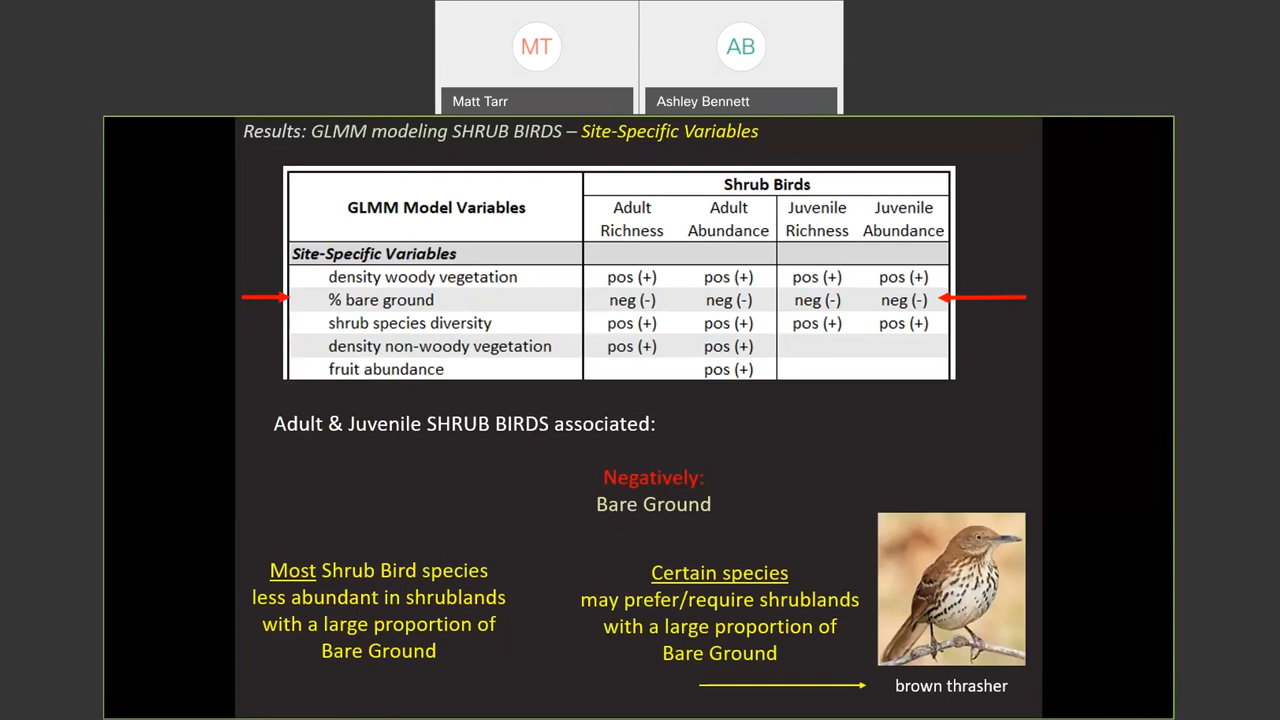 MT
AB
Matt Tarr
Ashley Bennett
Results: GLMM modeling SHRUB BIRDS – Site-Specific Variables
GLMM Model Variables
Shrub Birds
Adult Richness
Adult Abundance
Juvenile Richness
Juvenile Abundance
Site-Specific Variables
density woody vegetation pos (+) pos (+) pos (+) pos (+)
% bare ground neg (-) neg (-) neg (-) neg (-)
shrub species diversity pos (+) pos (+) pos (+) pos (+)
density non-woody vegetation pos (+) pos (+)
fruit abundance pos (+)
Adult & Juvenile SHRUB BIRDS associated:
Negatively:
Bare Ground
Most Shrub Bird species
less abundant in shrublands
with a large proportion of
Bare Ground
Certain species
may prefer/require shrublands
with a large proportion of
Bare Ground
brown thrasher